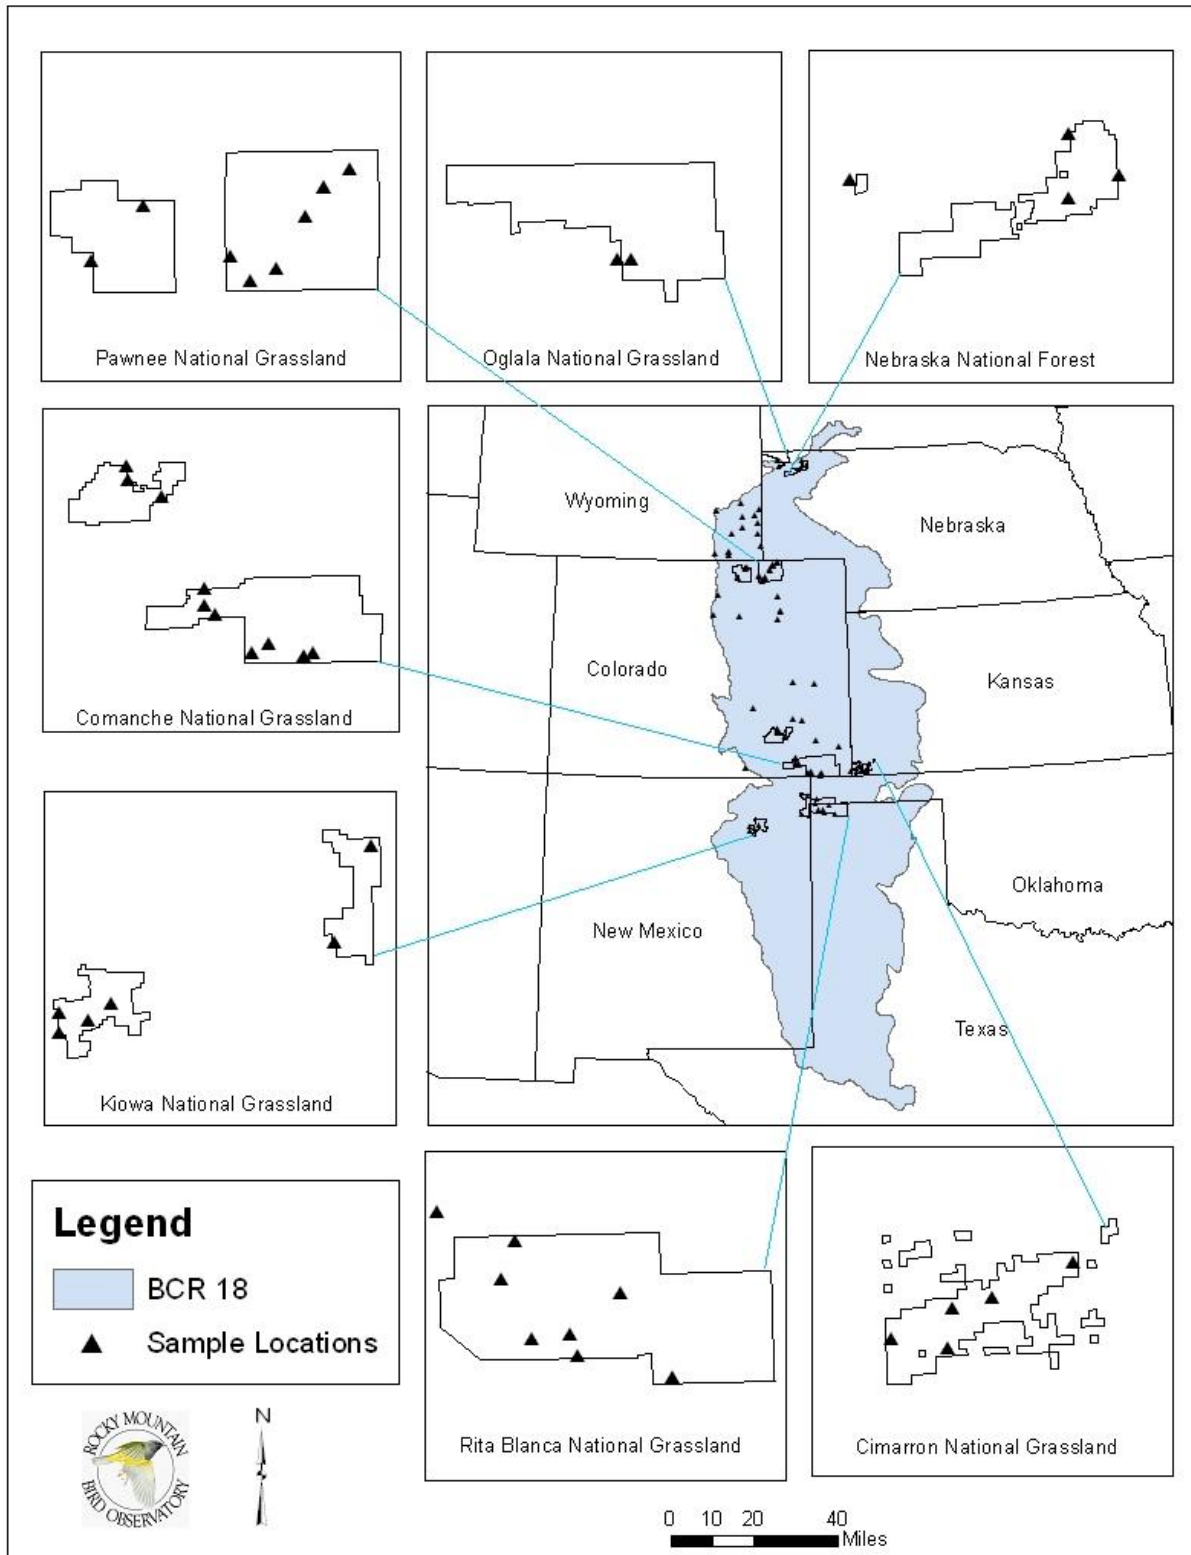 Pawnee National Grassland
Oglala National Grassland
Nebraska National Forest
Comanche National Grassland
Wyoming
Nebraska
Colorado
Kansas
New Mexico
Oklahoma
Texas
Kiowa National Grassland
Legend
BCR 18
Sample Locations
Rita Blanca National Grassland
Cimarron National Grassland
ROCKY MOUNTAIN
BIRD OBSERVATORY
N
0 10 20 40
Miles